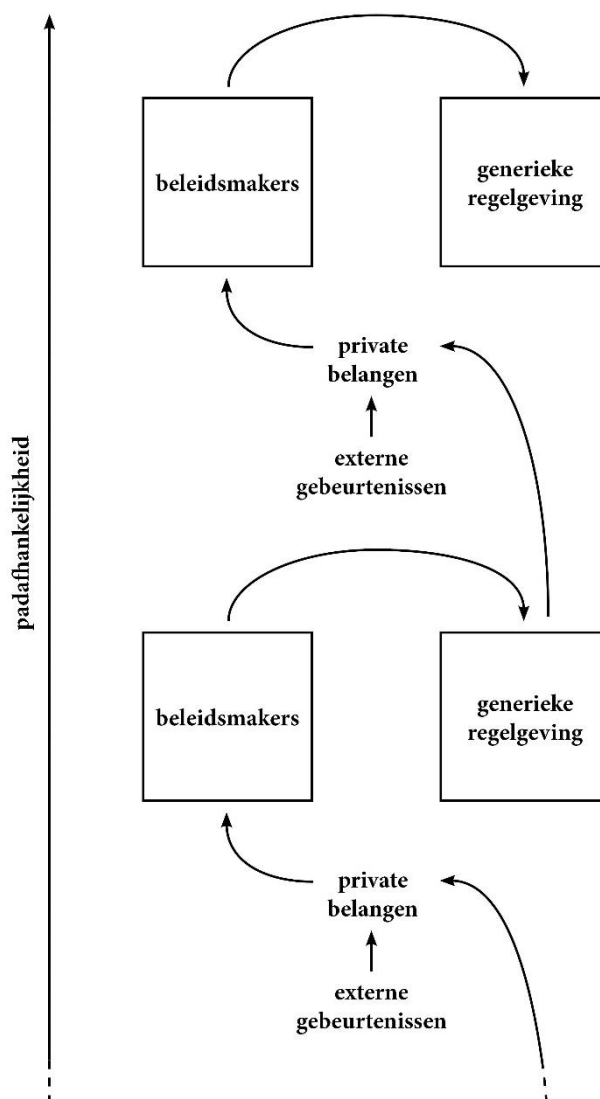 beleidsmakers
generieke
regelgeving
private
belangen
externe
gebeurtenissen
padafhankelijkheid
beleidsmakers
generieke
regelgeving
private
belangen
externe
gebeurtenissen